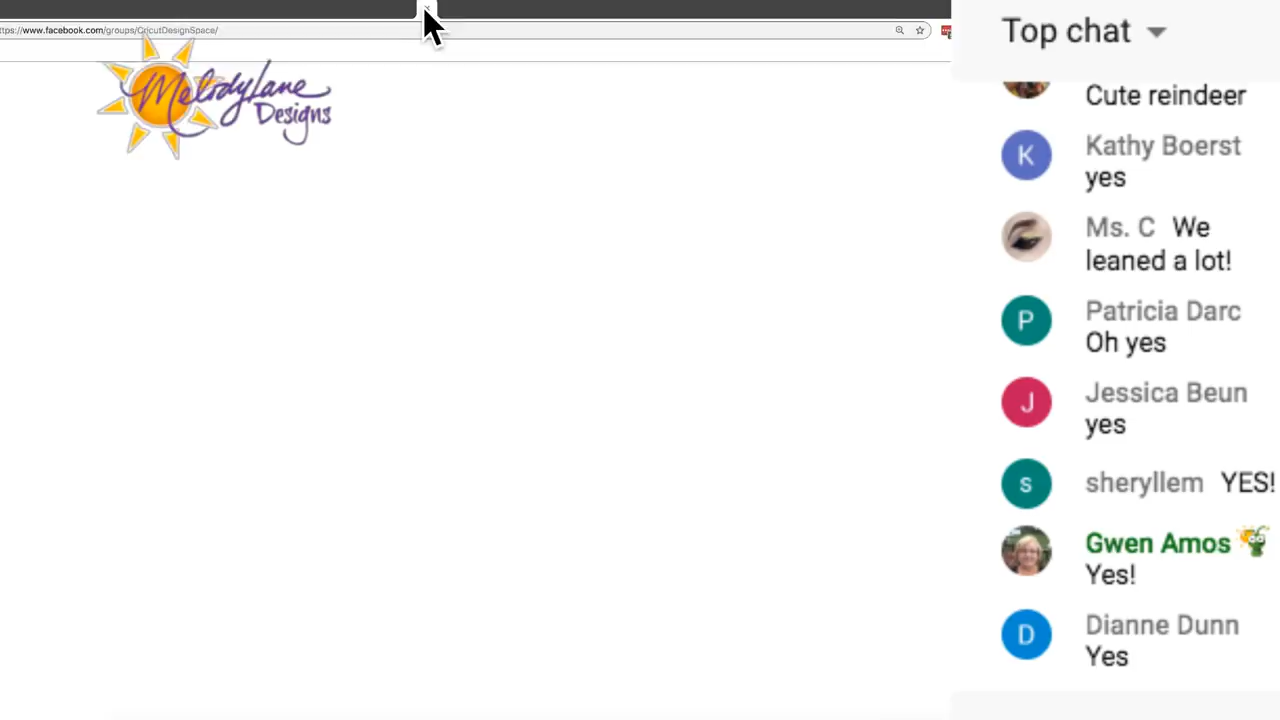 ttps://www.facebook.com/groups/CricutDesignSpace/
MelodyLane
Designs
Top chat
Cute reindeer
K
Kathy Boerst
yes
Ms. C We
leaned a lot!
P
Patricia Darc
Oh yes
J
Jessica Beun
yes
s
sheryllem YES!
Gwen Amos
Yes!
D
Dianne Dunn
Yes